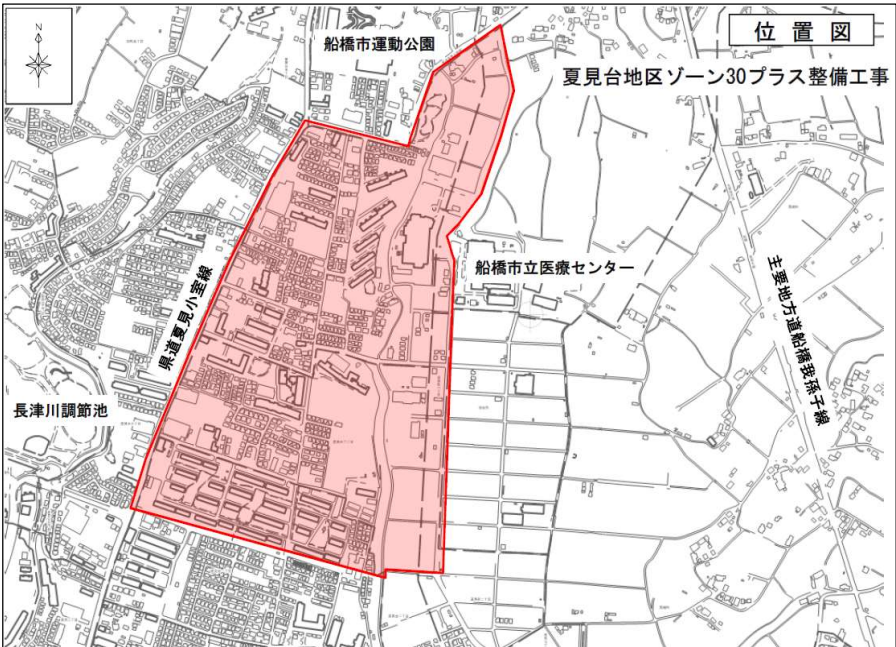 位置図
N
船橋市運動公園
夏見台地区ゾーン30プラス整備工事
船橋市立医療センター
県道夏見小室線
主要地方道船橋我孫子線
長津川調節池